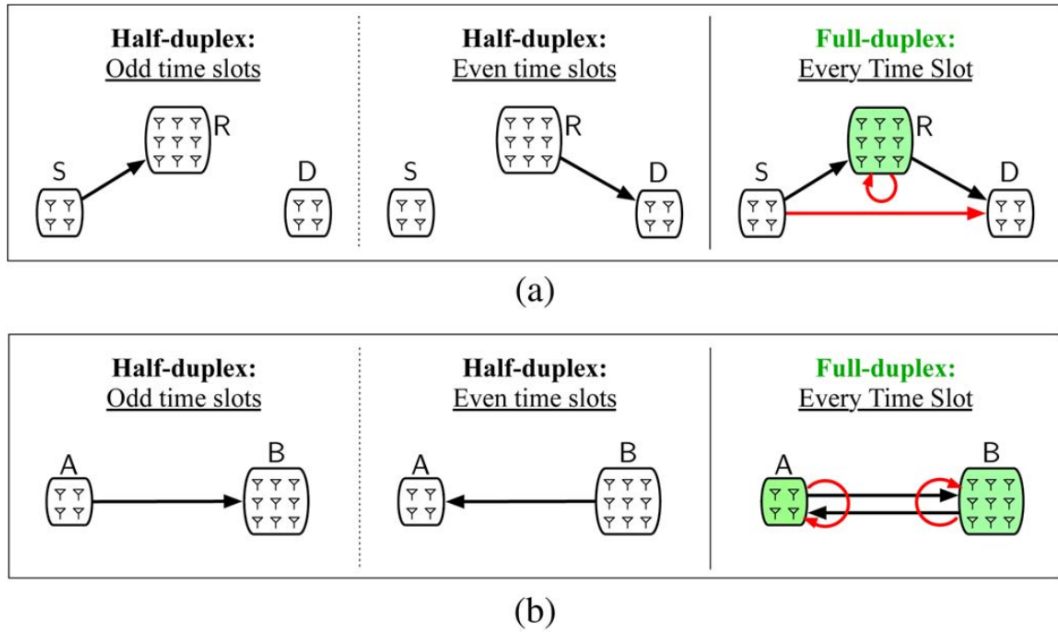 Half-duplex:
Odd time slots
S
R
D
Half-duplex:
Even time slots
S
R
D
Full-duplex:
Every Time Slot
S
R
D
(a)
Half-duplex:
Odd time slots
A
B
Half-duplex:
Even time slots
A
B
Full-duplex:
Every Time Slot
A
B
(b)